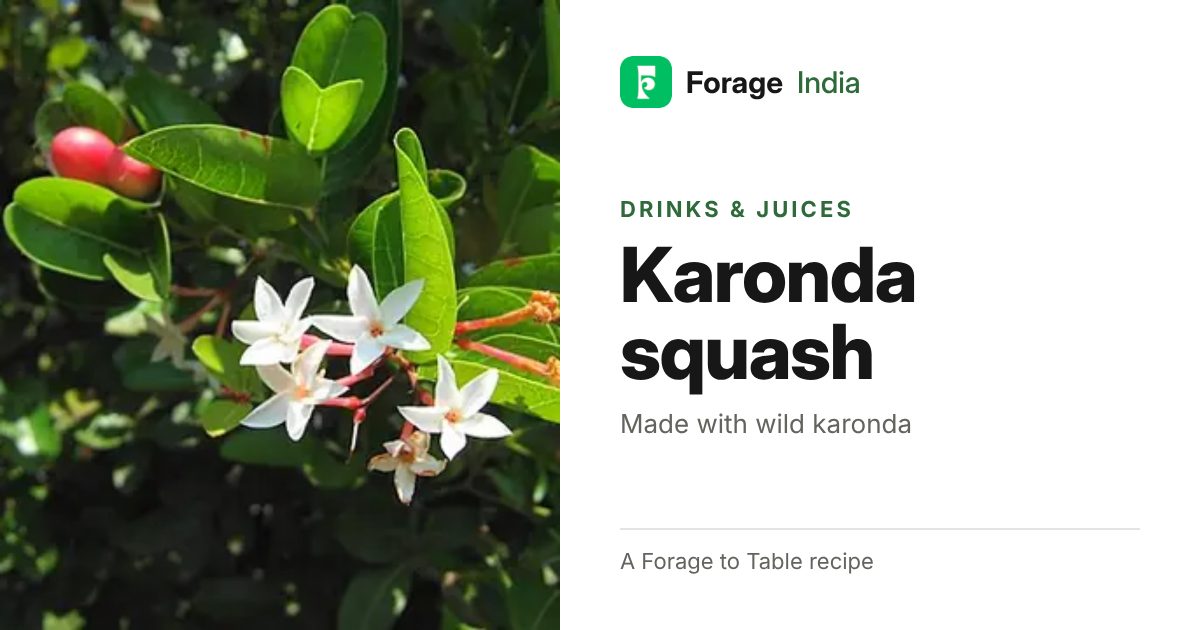 Forage India
DRINKS & JUICES
Karonda
squash
Made with wild karonda
A Forage to Table recipe